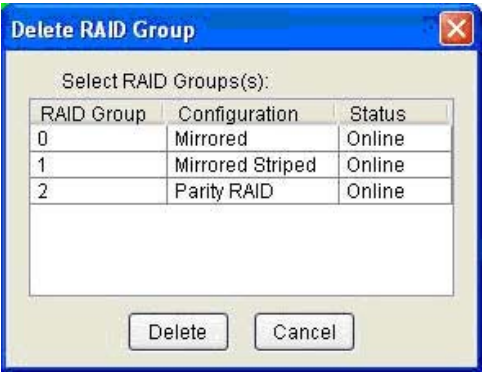 Delete RAID Group
Select RAID Groups(s):
RAID Group Configuration Status
0 Mirrored Online
1 Mirrored Striped Online
2 Parity RAID Online
Delete Cancel